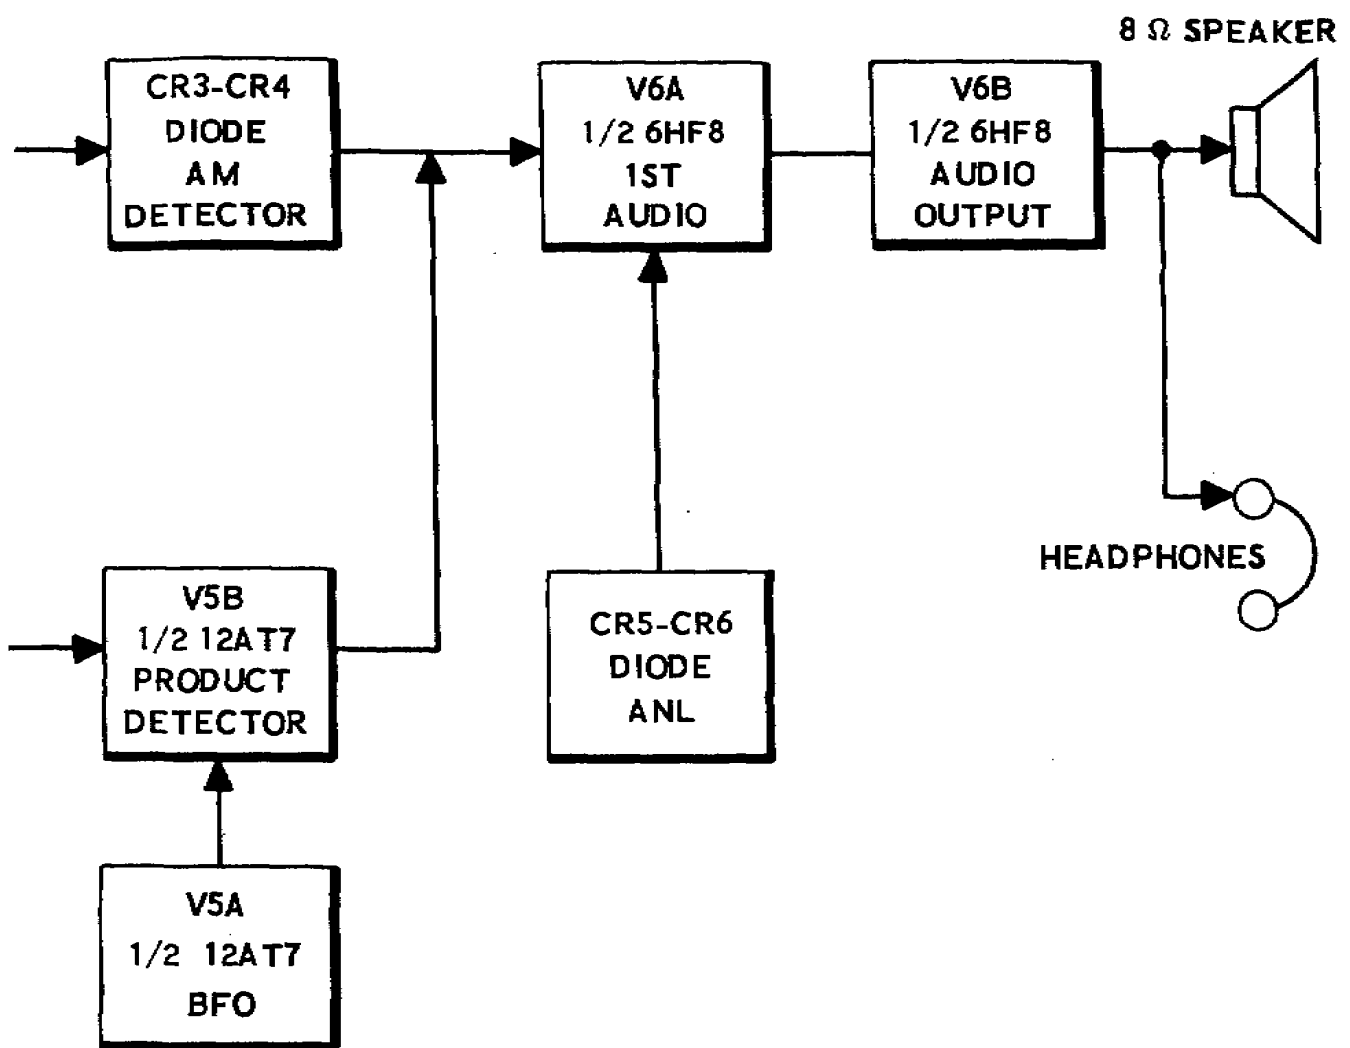 8 Ω SPEAKER
CR3-CR4
DIODE
AM
DETECTOR
V6A
1/2 6HF8
1ST
AUDIO
V6B
1/2 6HF8
AUDIO
OUTPUT
HEADPHONES
V5B
1/2 12AT7
PRODUCT
DETECTOR
CR5-CR6
DIODE
ANL
V5A
1/2 12AT7
BFO